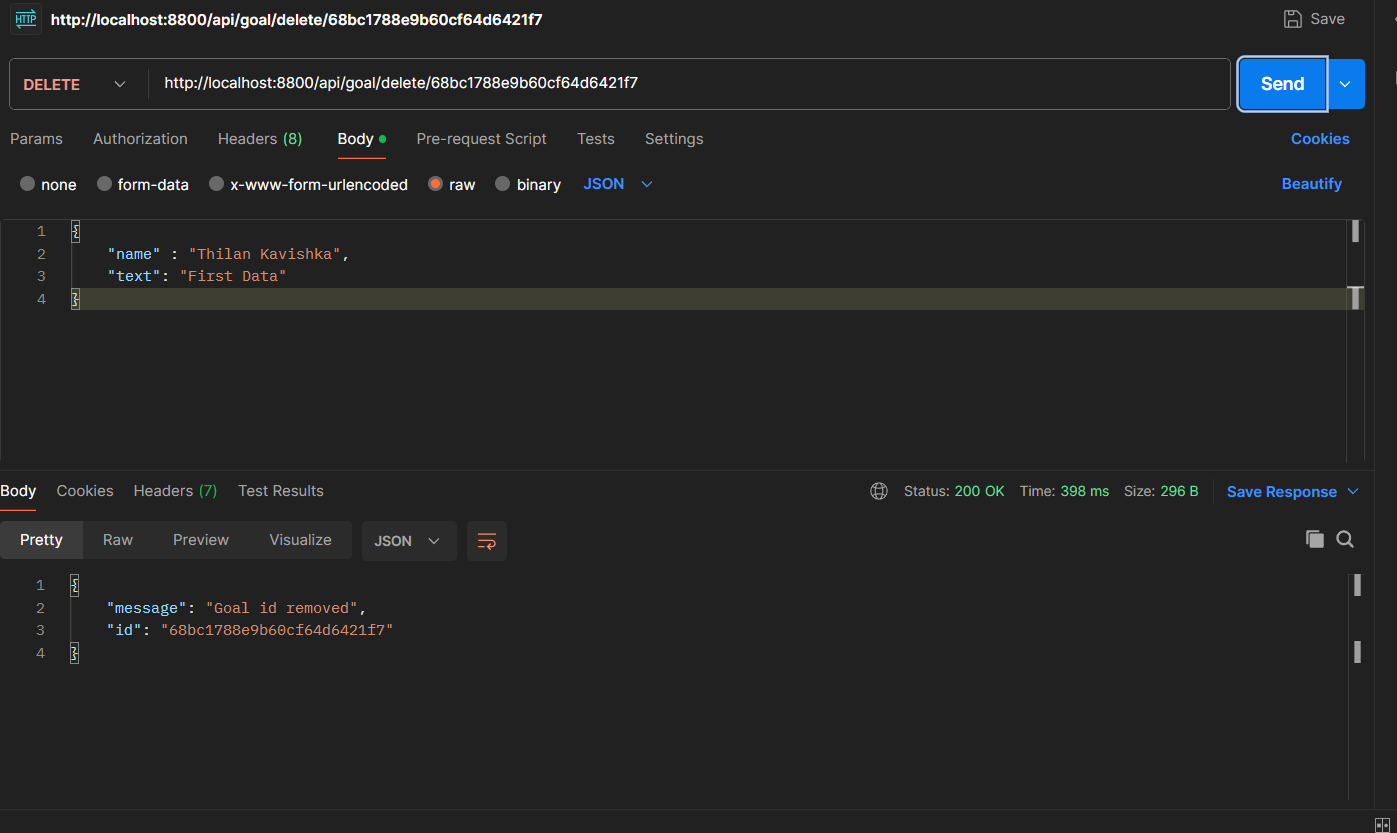 HTTP http://localhost:8800/api/goal/delete/68bc1788e9b60cf64d6421f7 Save
DELETE http://localhost:8800/api/goal/delete/68bc1788e9b60cf64d6421f7 Send
Params Authorization Headers (8) Body Pre-request Script Tests Settings Cookies
none form-data x-www-form-urlencoded raw binary JSON Beautify
1 {
2 "name" : "Thilan Kavishka",
3 "text": "First Data"
4 }
Body Cookies Headers (7) Test Results Status: 200 OK Time: 398 ms Size: 296 B Save Response
Pretty Raw Preview Visualize JSON
1 {
2 "message": "Goal id removed",
3 "id": "68bc1788e9b60cf64d6421f7"
4 }